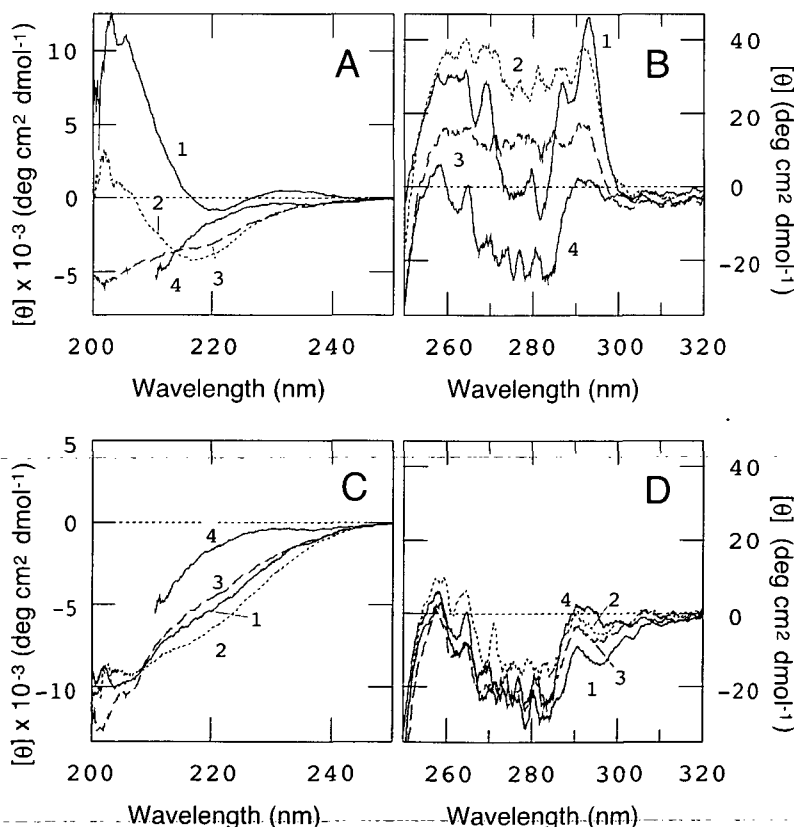 [θ] x 10⁻³ (deg cm² dmol⁻¹)
10
5
0
−5
A
1
2
3
4
200 220 240
Wavelength (nm)
B
1
2
3
4
40
20
0
−20
[θ] (deg cm² dmol⁻¹)
260 280 300 320
Wavelength (nm)
[θ] x 10⁻³ (deg cm² dmol⁻¹)
5
0
−5
−10
C
4
3
1
2
200 220 240
Wavelength (nm)
D
4
2
3
1
40
20
0
−20
[θ] (deg cm² dmol⁻¹)
260 280 300 320
Wavelength (nm)